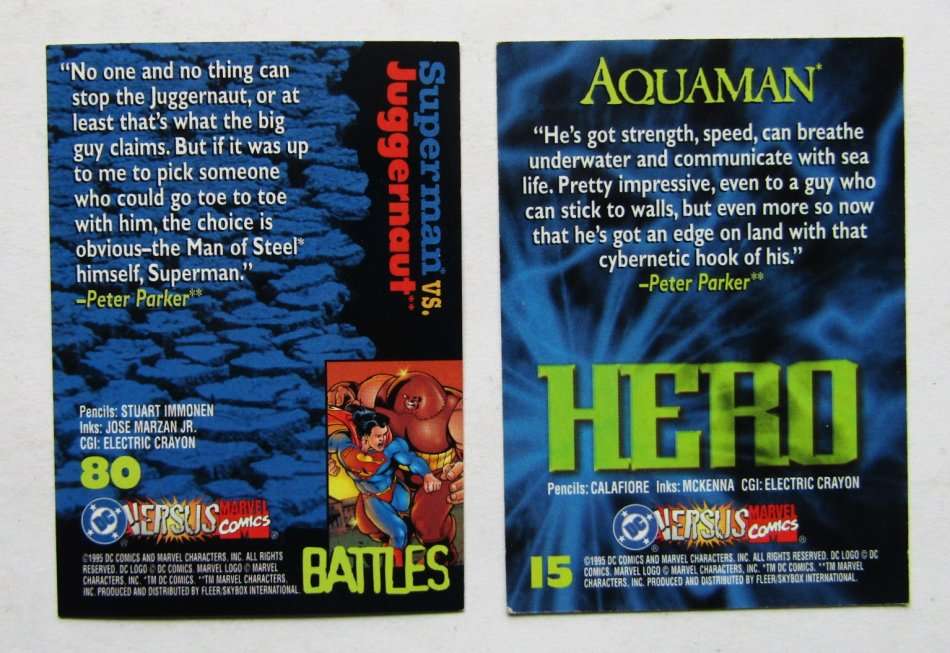 “No one and no thing can
stop the Juggernaut, or at
least that’s what the big
guy claims. But if it was up
to me to pick someone
who could go toe to toe
with him, the choice is
obvious–the Man of Steel*
himself, Superman.”
–Peter Parker**
Superman* vs.
Juggernaut**
Pencils: STUART IMMONEN
Inks: JOSE MARZAN JR.
CGI: ELECTRIC CRAYON
80
DC VERSUS MARVEL COMICS
©1995 DC COMICS AND MARVEL CHARACTERS, INC. ALL RIGHTS
RESERVED. DC LOGO ® DC COMICS. MARVEL LOGO ® MARVEL
CHARACTERS, INC. *TM DC COMICS. **TM MARVEL CHARACTERS,
INC. PRODUCED AND DISTRIBUTED BY FLEER/SKYBOX INTERNATIONAL.
BATTLES
AQUAMAN*
“He’s got strength, speed, can breathe
underwater and communicate with sea
life. Pretty impressive, even to a guy who
can stick to walls, but even more so now
that he’s got an edge on land with that
cybernetic hook of his.”
–Peter Parker**
HERO
Pencils: CALAFIORE Inks: MCKENNA CGI: ELECTRIC CRAYON
DC VERSUS MARVEL COMICS
15
©1995 DC COMICS AND MARVEL CHARACTERS, INC. ALL RIGHTS RESERVED. DC LOGO ® DC
COMICS. MARVEL LOGO ® MARVEL CHARACTERS, INC. *TM DC COMICS. **TM MARVEL
CHARACTERS, INC. PRODUCED AND DISTRIBUTED BY FLEER/SKYBOX INTERNATIONAL.